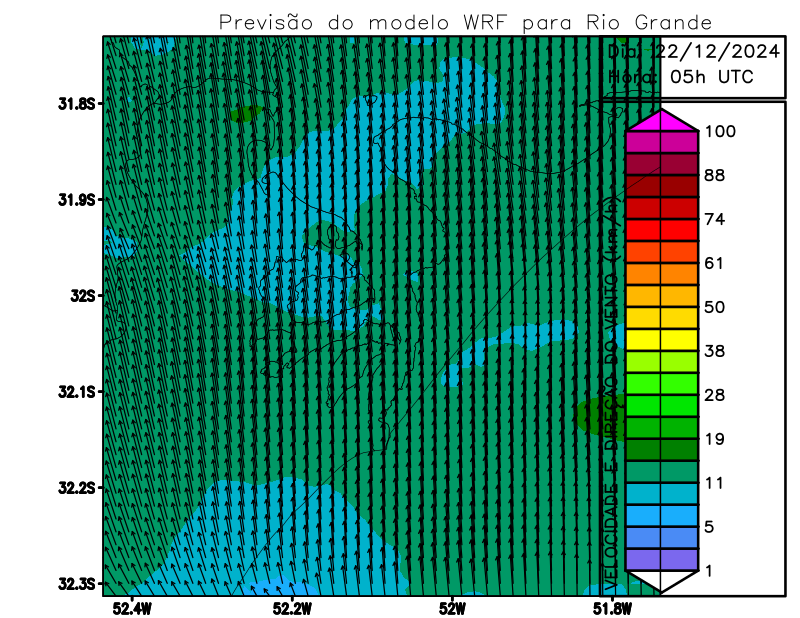 Previsão do modelo WRF para Rio Grande
Dia: 22/12/2024
Hora: 05h UTC
31.8S
31.9S
32S
32.1S
32.2S
32.3S
52.4W
52.2W
52W
51.8W
VELOCIDADE E DIREÇÃO DO VENTO (km/h)
100
88
74
61
50
38
28
19
11
5
1